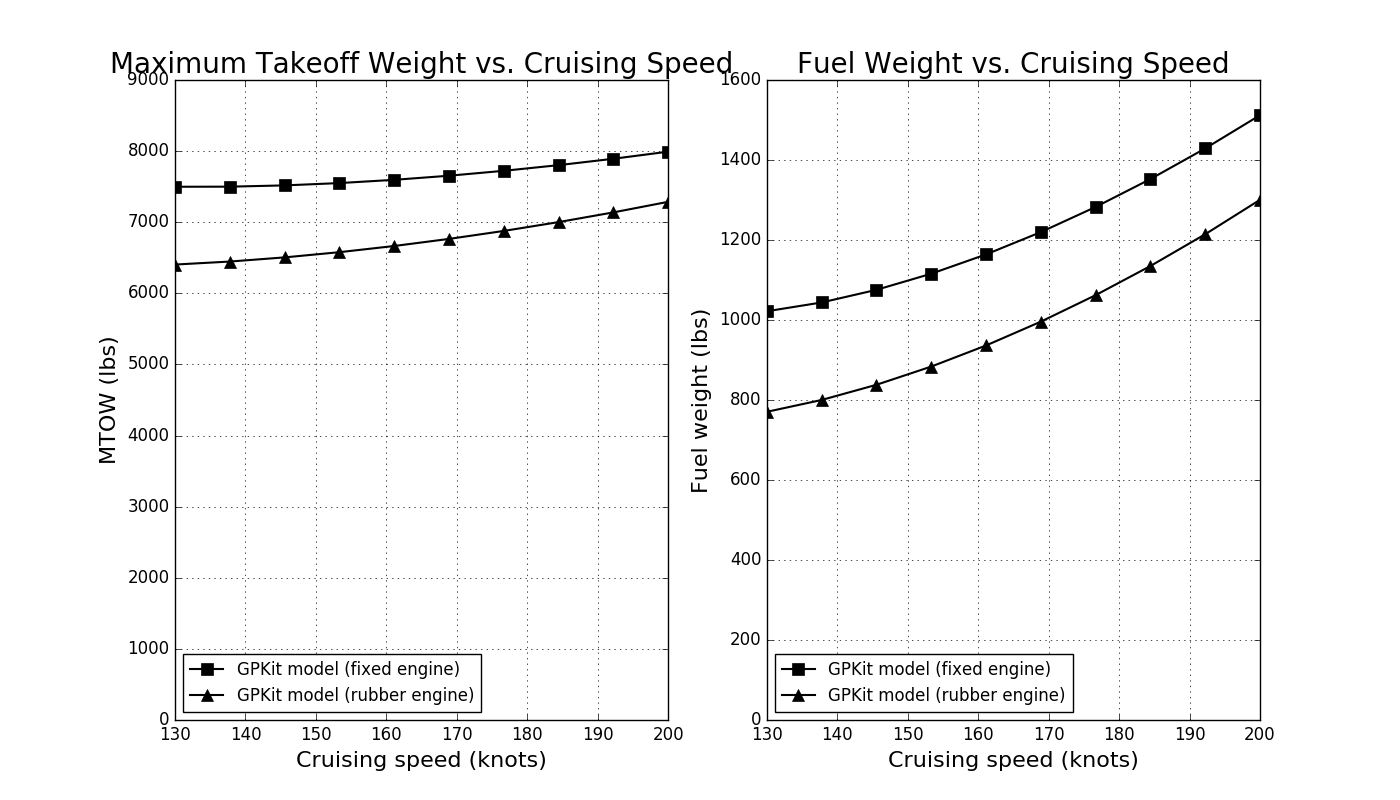 Maximum Takeoff Weight vs. Cruising Speed
9000
8000
7000
6000
5000
4000
3000
2000
1000
0
MTOW (lbs)
GPKit model (fixed engine)
GPKit model (rubber engine)
130 140 150 160 170 180 190 200
Cruising speed (knots)
Fuel Weight vs. Cruising Speed
1600
1400
1200
1000
800
600
400
200
0
Fuel weight (lbs)
GPKit model (fixed engine)
GPKit model (rubber engine)
130 140 150 160 170 180 190 200
Cruising speed (knots)